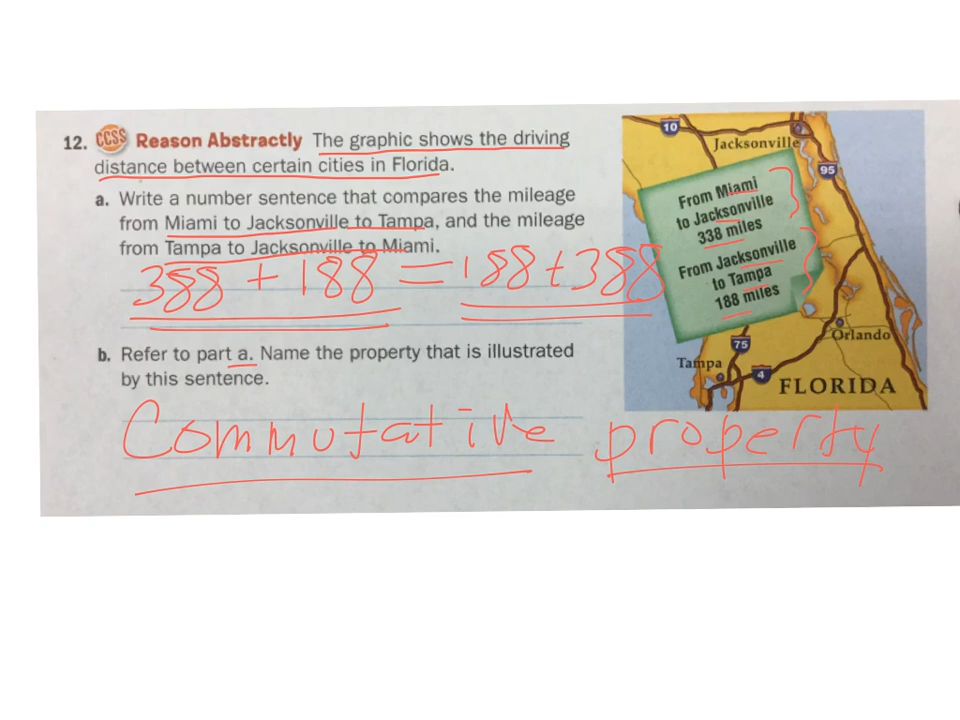 12. CCSS Reason Abstractly The graphic shows the driving
distance between certain cities in Florida.
a. Write a number sentence that compares the mileage
from Miami to Jacksonville to Tampa, and the mileage
from Tampa to Jacksonville to Miami.
388 + 188 = 188 + 388
b. Refer to part a. Name the property that is illustrated
by this sentence.
Commutative property
10
Jacksonville
95
From Miami
to Jacksonville
338 miles
From Jacksonville
to Tampa
188 miles
Orlando
75
Tampa
4
FLORIDA